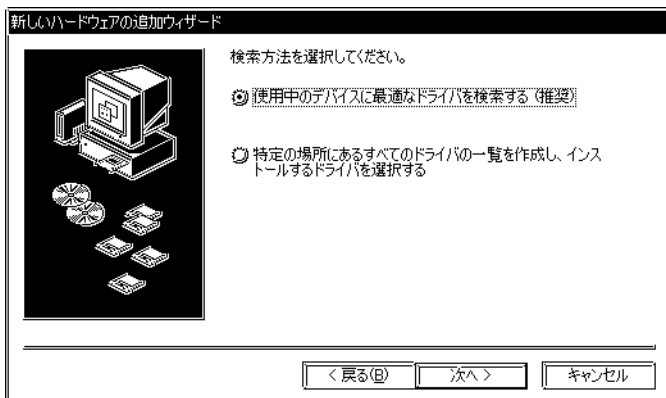 新しいハードウェアの追加ウィザード
検索方法を選択してください。
使用中のデバイスに最適なドライバを検索する (推奨)
特定の場所にあるすべてのドライバの一覧を作成し、インス
トールするドライバを選択する
< 戻る(B)
次へ >
キャンセル